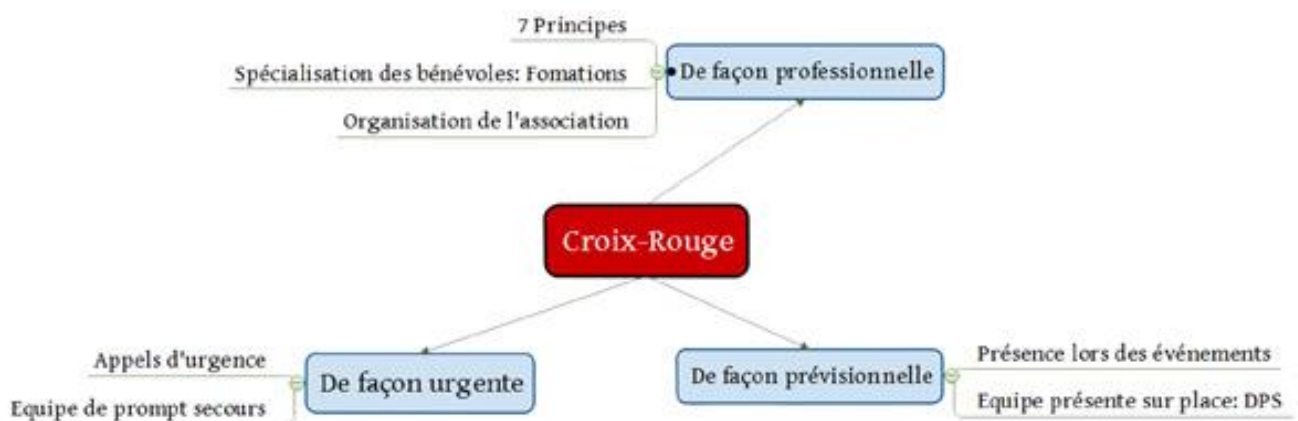 7 Principes
Spécialisation des bénévoles: Fomations
Organisation de l'association
De façon professionnelle
Croix-Rouge
Appels d'urgence
Equipe de prompt secours
De façon urgente
De façon prévisionnelle
Présence lors des événements
Equipe présente sur place: DPS